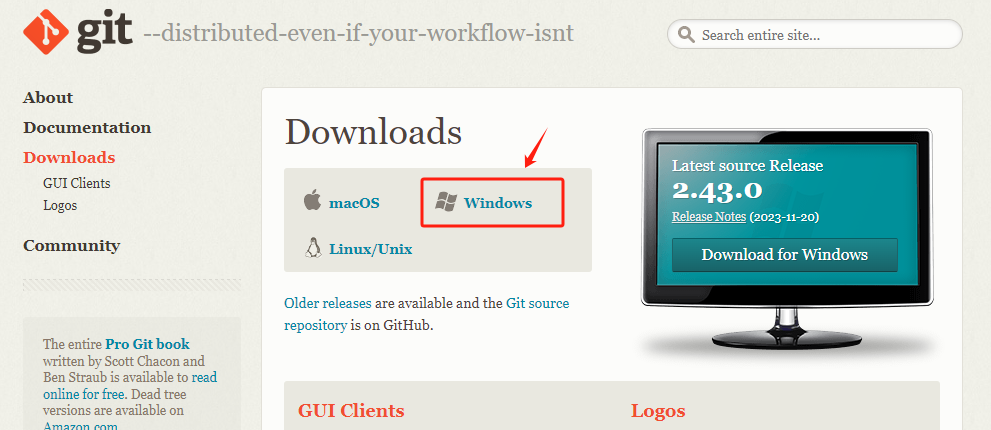 git --distributed-even-if-your-workflow-isnt
Search entire site...
About
Documentation
Downloads
GUI Clients
Logos
Community
The entire Pro Git book
written by Scott Chacon and
Ben Straub is available to read
online for free. Dead tree
versions are available on
Amazon.com.
Downloads
macOS
Windows
Linux/Unix
Older releases are available and the Git source
repository is on GitHub.
Latest source Release
2.43.0
Release Notes (2023-11-20)
Download for Windows
GUI Clients
Logos